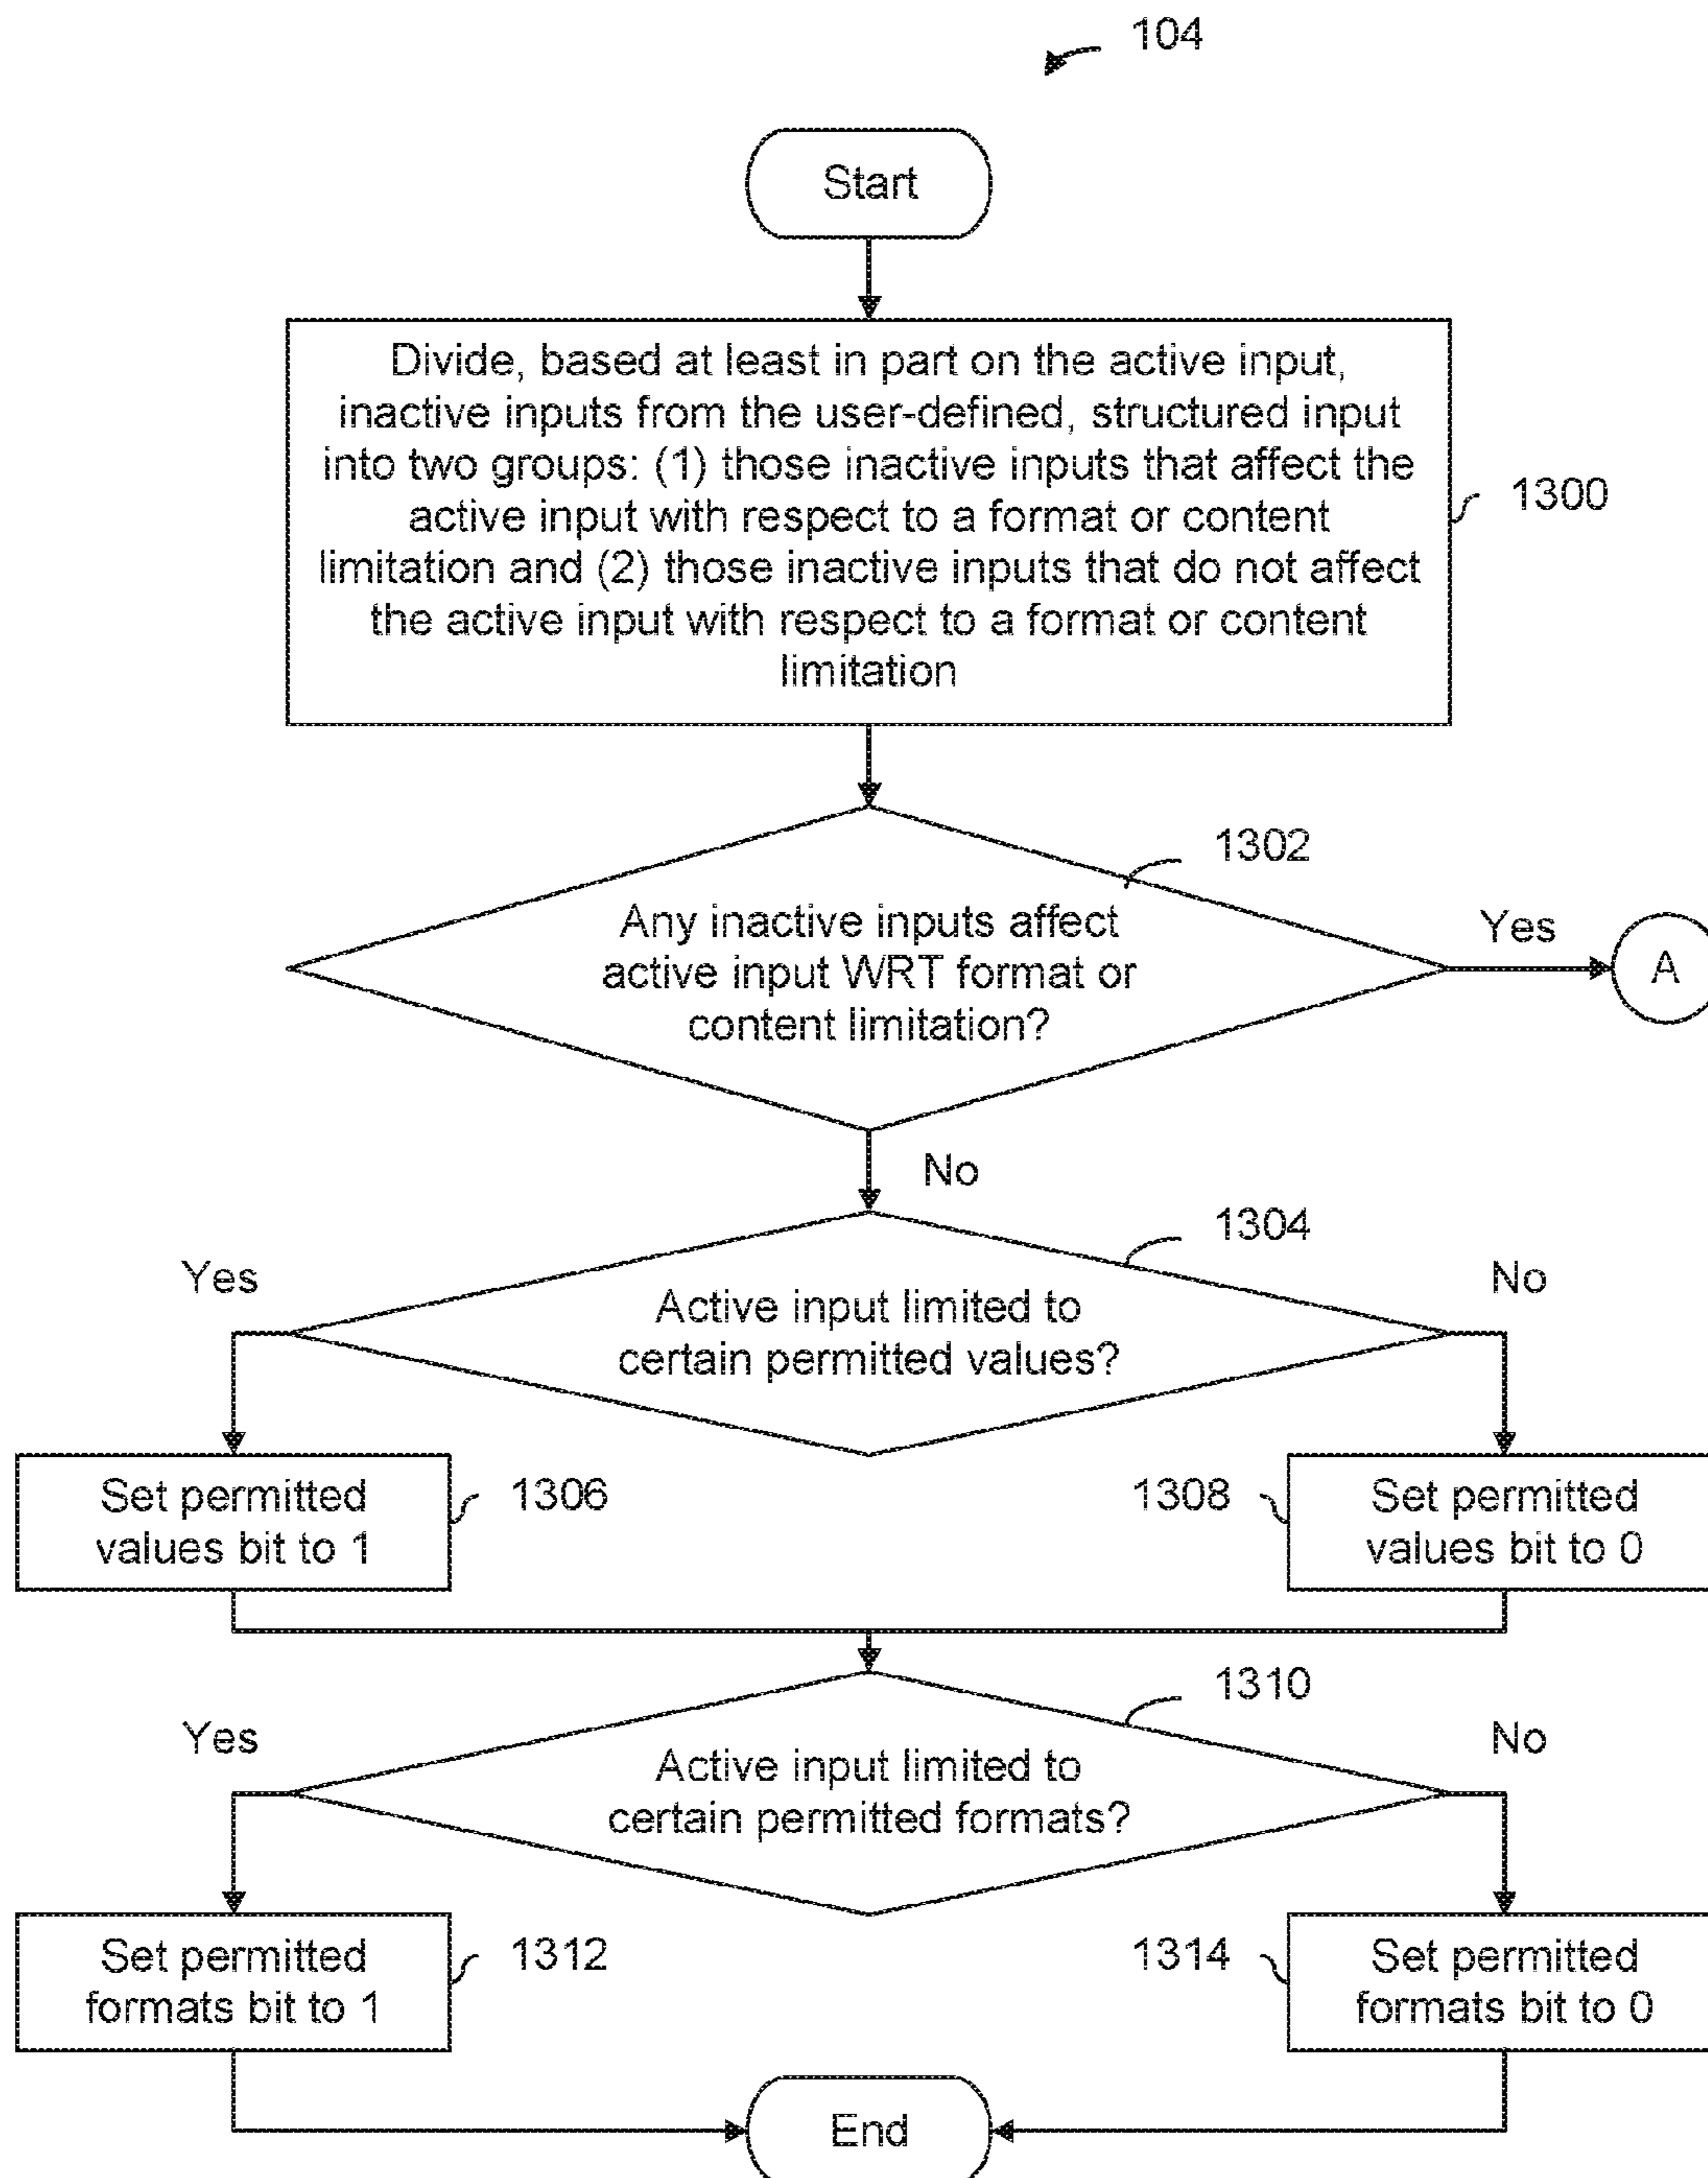 104
Start
Divide, based at least in part on the active input,
inactive inputs from the user-defined, structured input
into two groups: (1) those inactive inputs that affect the
active input with respect to a format or content
limitation and (2) those inactive inputs that do not affect
the active input with respect to a format or content
limitation
1300
1302
Any inactive inputs affect
active input WRT format or
content limitation?
Yes
A
No
1304
Yes
No
Active input limited to
certain permitted values?
Set permitted
values bit to 1
1306
1308
Set permitted
values bit to 0
1310
Yes
No
Active input limited to
certain permitted formats?
Set permitted
formats bit to 1
1312
1314
Set permitted
formats bit to 0
End